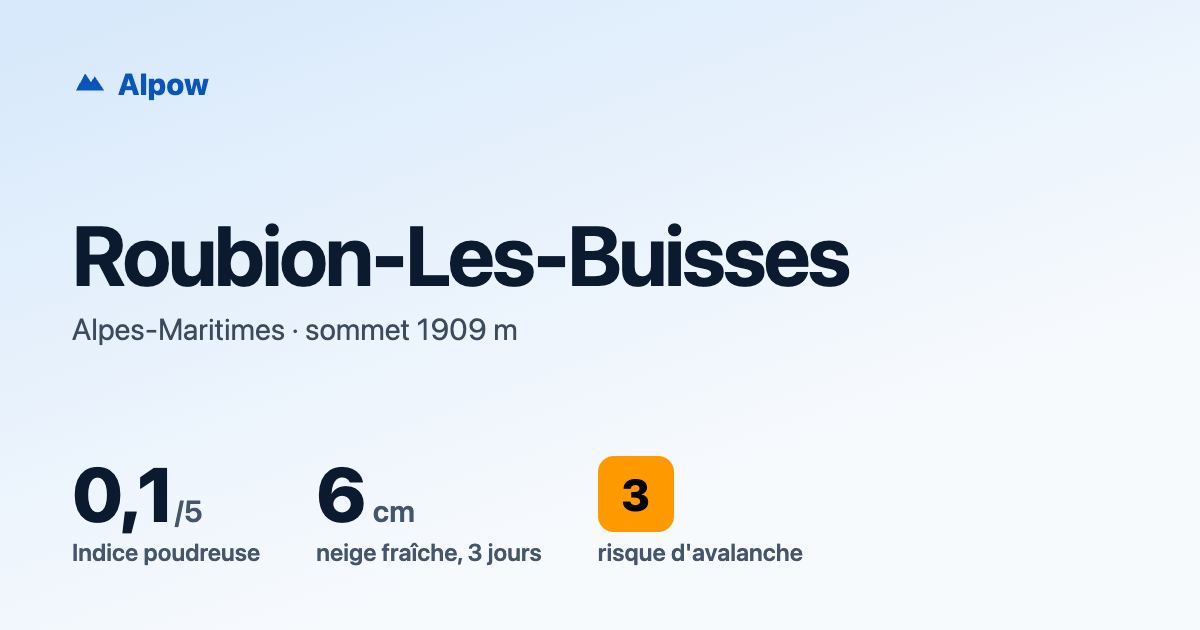 Alpow
Roubion-Les-Buisses
Alpes-Maritimes · sommet 1909 m
0,1/5
Indice poudreuse
6 cm
neige fraîche, 3 jours
3
risque d'avalanche